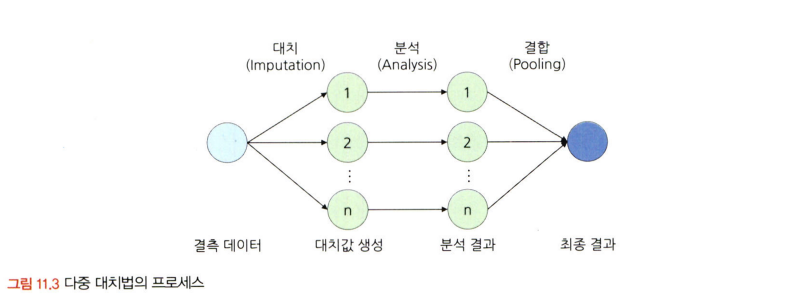 대치
(Imputation)
분석
(Analysis)
결합
(Pooling)
1
1
2
2
⋮
⋮
n
n
결측 데이터
대치값 생성
분석 결과
최종 결과
그림 11.3 다중 대치법의 프로세스